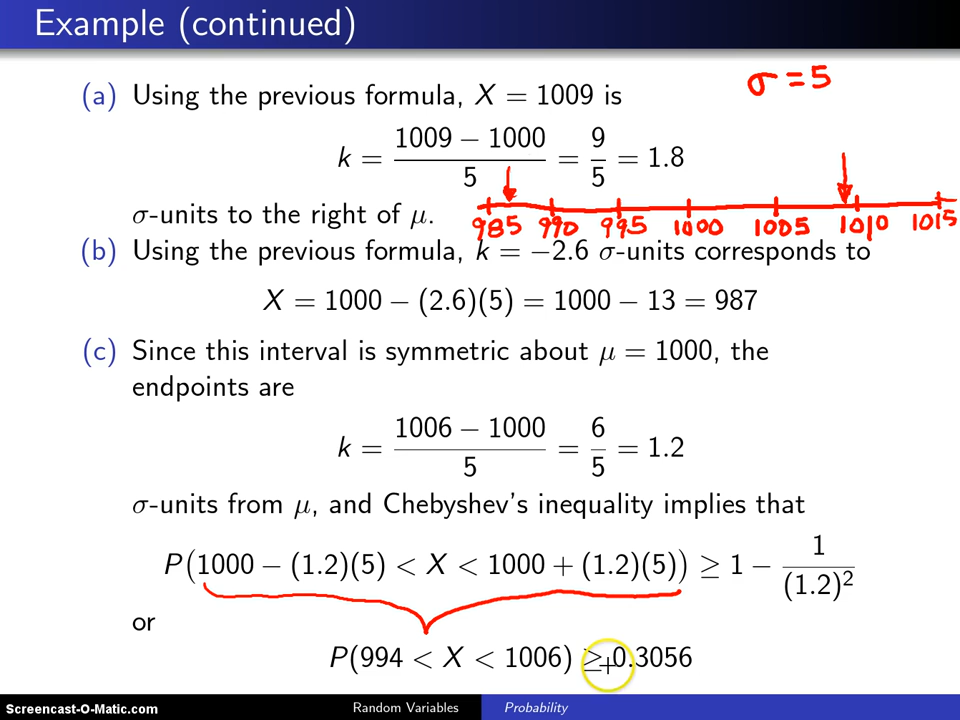 Example (continued)
σ = 5
(a) Using the previous formula, X = 1009 is
k = (1009 − 1000)/5 = 9/5 = 1.8
σ-units to the right of μ.
985 990 995 1000 1005 1010 1015
(b) Using the previous formula, k = −2.6 σ-units corresponds to
X = 1000 − (2.6)(5) = 1000 − 13 = 987
(c) Since this interval is symmetric about μ = 1000, the
endpoints are
k = (1006 − 1000)/5 = 6/5 = 1.2
σ-units from μ, and Chebyshev's inequality implies that
P(1000 − (1.2)(5) < X < 1000 + (1.2)(5)) ≥ 1 − 1/(1.2)²
or
P(994 < X < 1006) ≥ 0.3056
Screencast-O-Matic.com Random Variables Probability